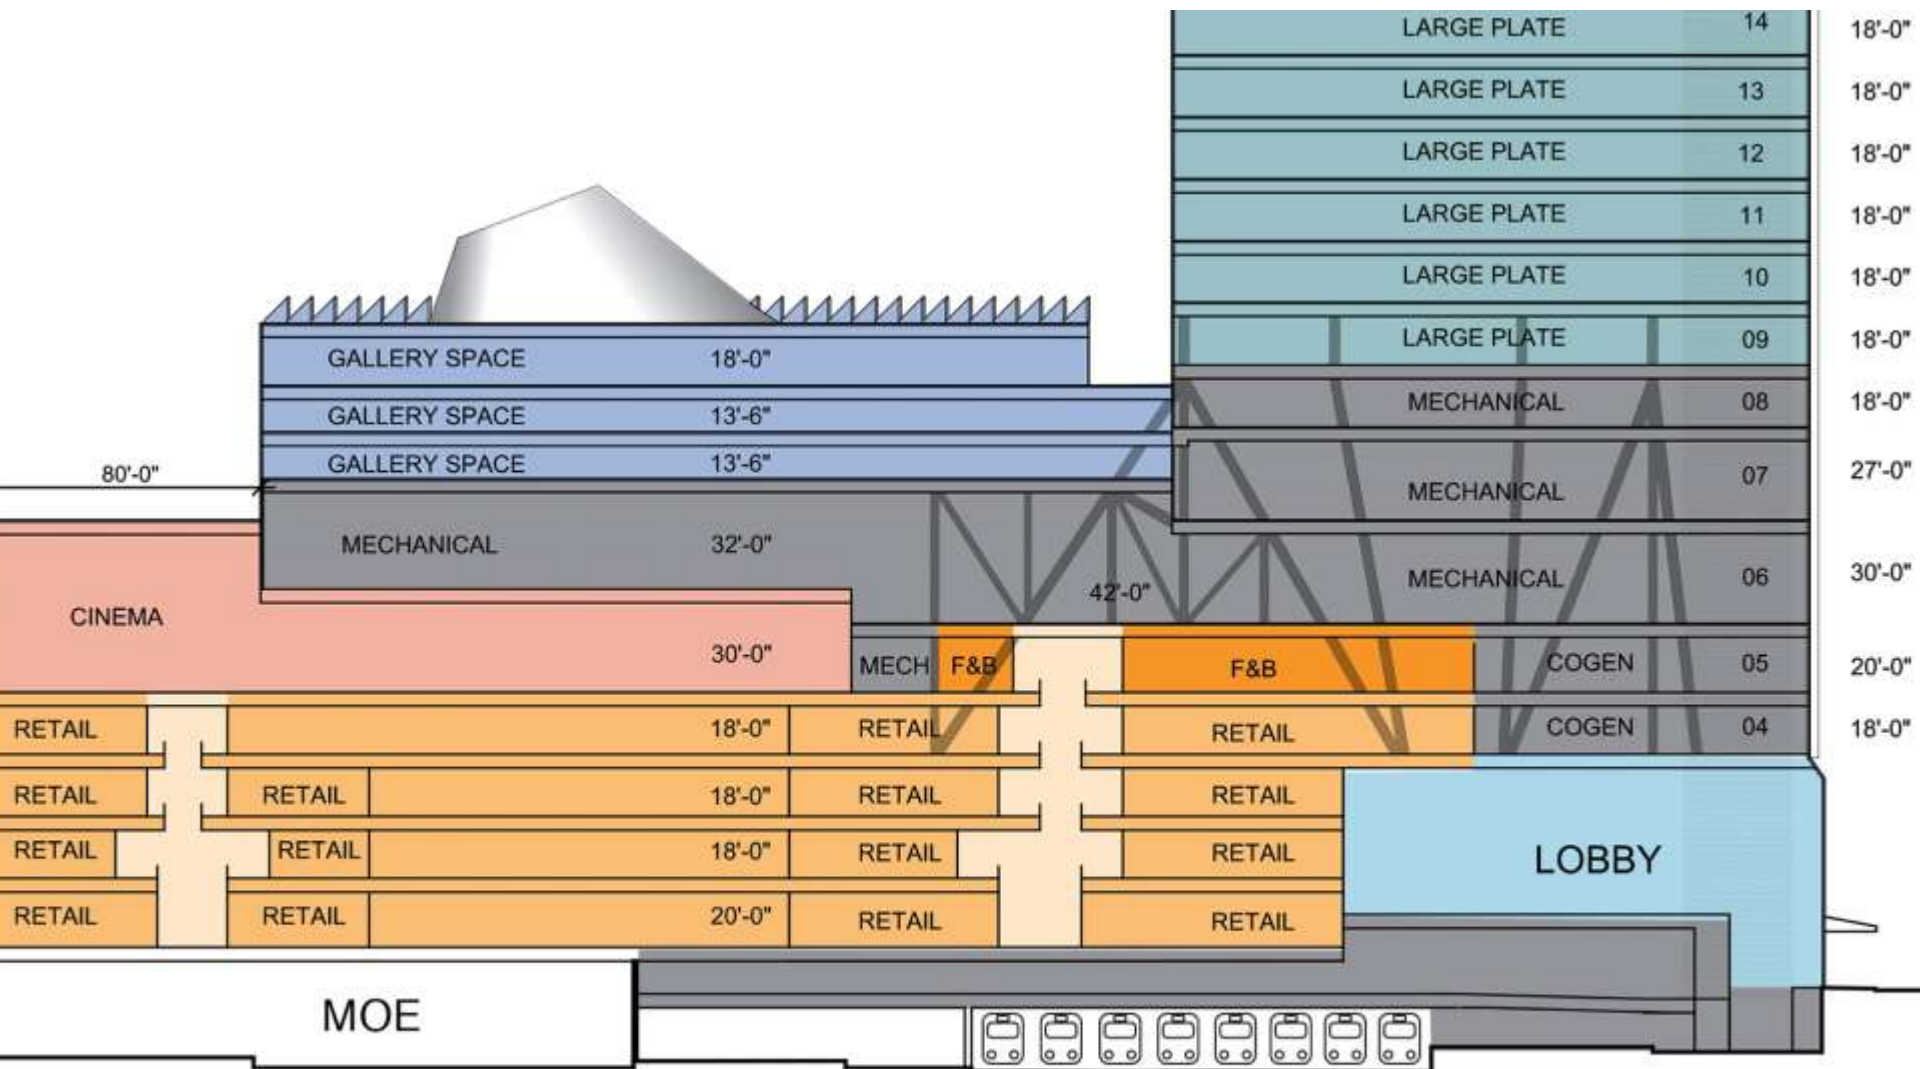 LARGE PLATE 14 18'-0"
LARGE PLATE 13 18'-0"
LARGE PLATE 12 18'-0"
LARGE PLATE 11 18'-0"
LARGE PLATE 10 18'-0"
LARGE PLATE 09 18'-0"
GALLERY SPACE 18'-0"
MECHANICAL 08 18'-0"
GALLERY SPACE 13'-6"
GALLERY SPACE 13'-6"
80'-0"
MECHANICAL 07 27'-0"
MECHANICAL 32'-0"
42'-0"
MECHANICAL 06 30'-0"
CINEMA
30'-0"
MECH F&B F&B COGEN 05 20'-0"
RETAIL 18'-0" RETAIL RETAIL COGEN 04 18'-0"
RETAIL RETAIL 18'-0" RETAIL RETAIL
RETAIL RETAIL 18'-0" RETAIL RETAIL
LOBBY
RETAIL RETAIL 20'-0" RETAIL RETAIL
MOE